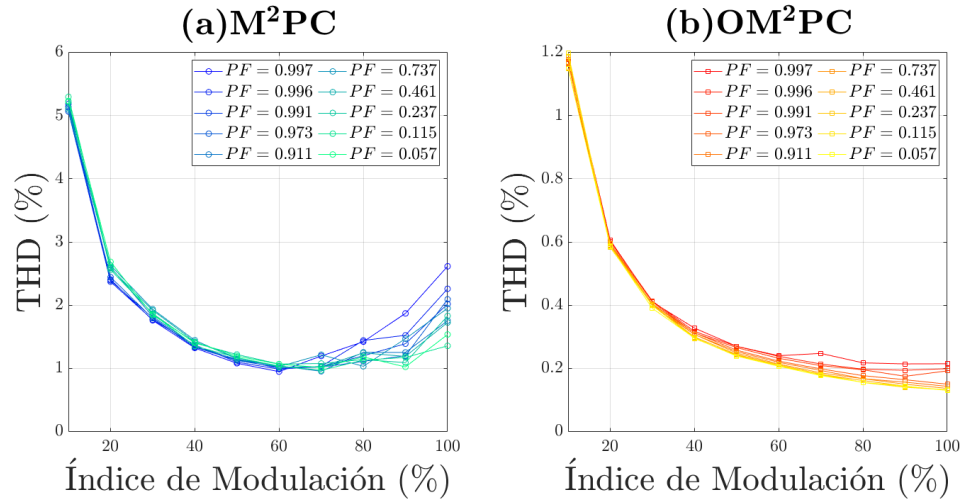 (a)M²PC
6
5
4
3
2
1
0
THD (%)
20
40
60
80
100
Índice de Modulación (%)
PF = 0.997
PF = 0.996
PF = 0.991
PF = 0.973
PF = 0.911
PF = 0.737
PF = 0.461
PF = 0.237
PF = 0.115
PF = 0.057
(b)OM²PC
1.2
1
0.8
0.6
0.4
0.2
0
THD (%)
20
40
60
80
100
Índice de Modulación (%)
PF = 0.997
PF = 0.996
PF = 0.991
PF = 0.973
PF = 0.911
PF = 0.737
PF = 0.461
PF = 0.237
PF = 0.115
PF = 0.057